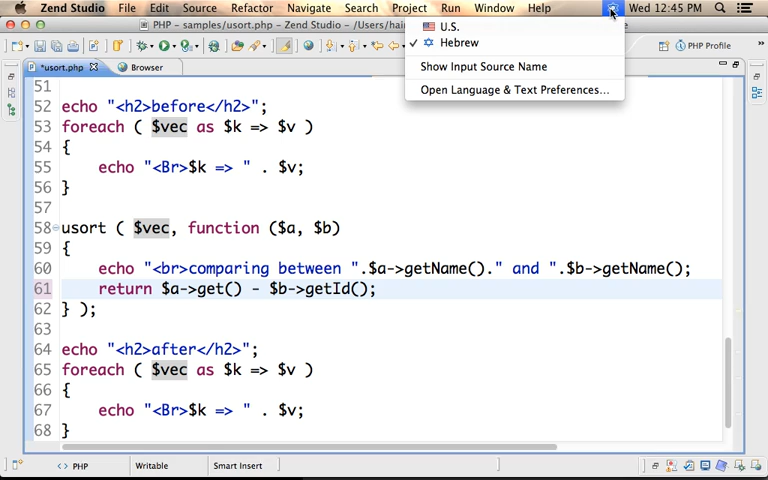 Zend Studio File Edit Source Refactor Navigate Search Project Run Window Help Wed 12:45 PM
PHP - samples/usort.php - Zend Studio - /Users/hai
U.S.
✓ Hebrew
Show Input Source Name
Open Language & Text Preferences...
PHP Profile
*usort.php
Browser
51
52 echo "<h2>before</h2>";
53 foreach ( $vec as $k => $v )
54 {
55 echo "<Br>$k => " . $v;
56 }
57
58 usort ( $vec, function ($a, $b)
59 {
60 echo "<br>comparing between ".$a->getName()." and ".$b->getName();
61 return $a->get() - $b->getId();
62 } );
63
64 echo "<h2>after</h2>";
65 foreach ( $vec as $k => $v )
66 {
67 echo "<Br>$k => " . $v;
68 }
<> PHP
Writable
Smart Insert